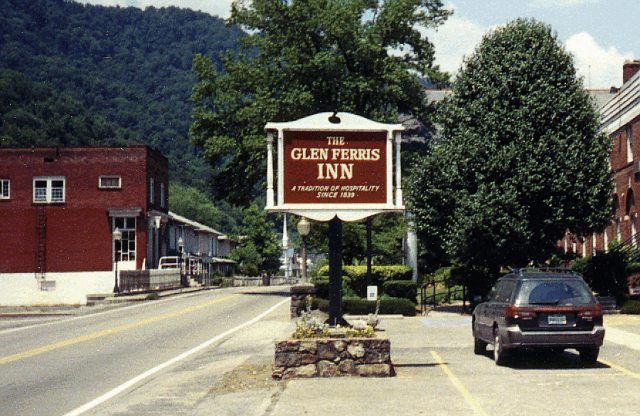 THE
GLEN FERRIS
INN
A TRADITION OF HOSPITALITY
SINCE 1839